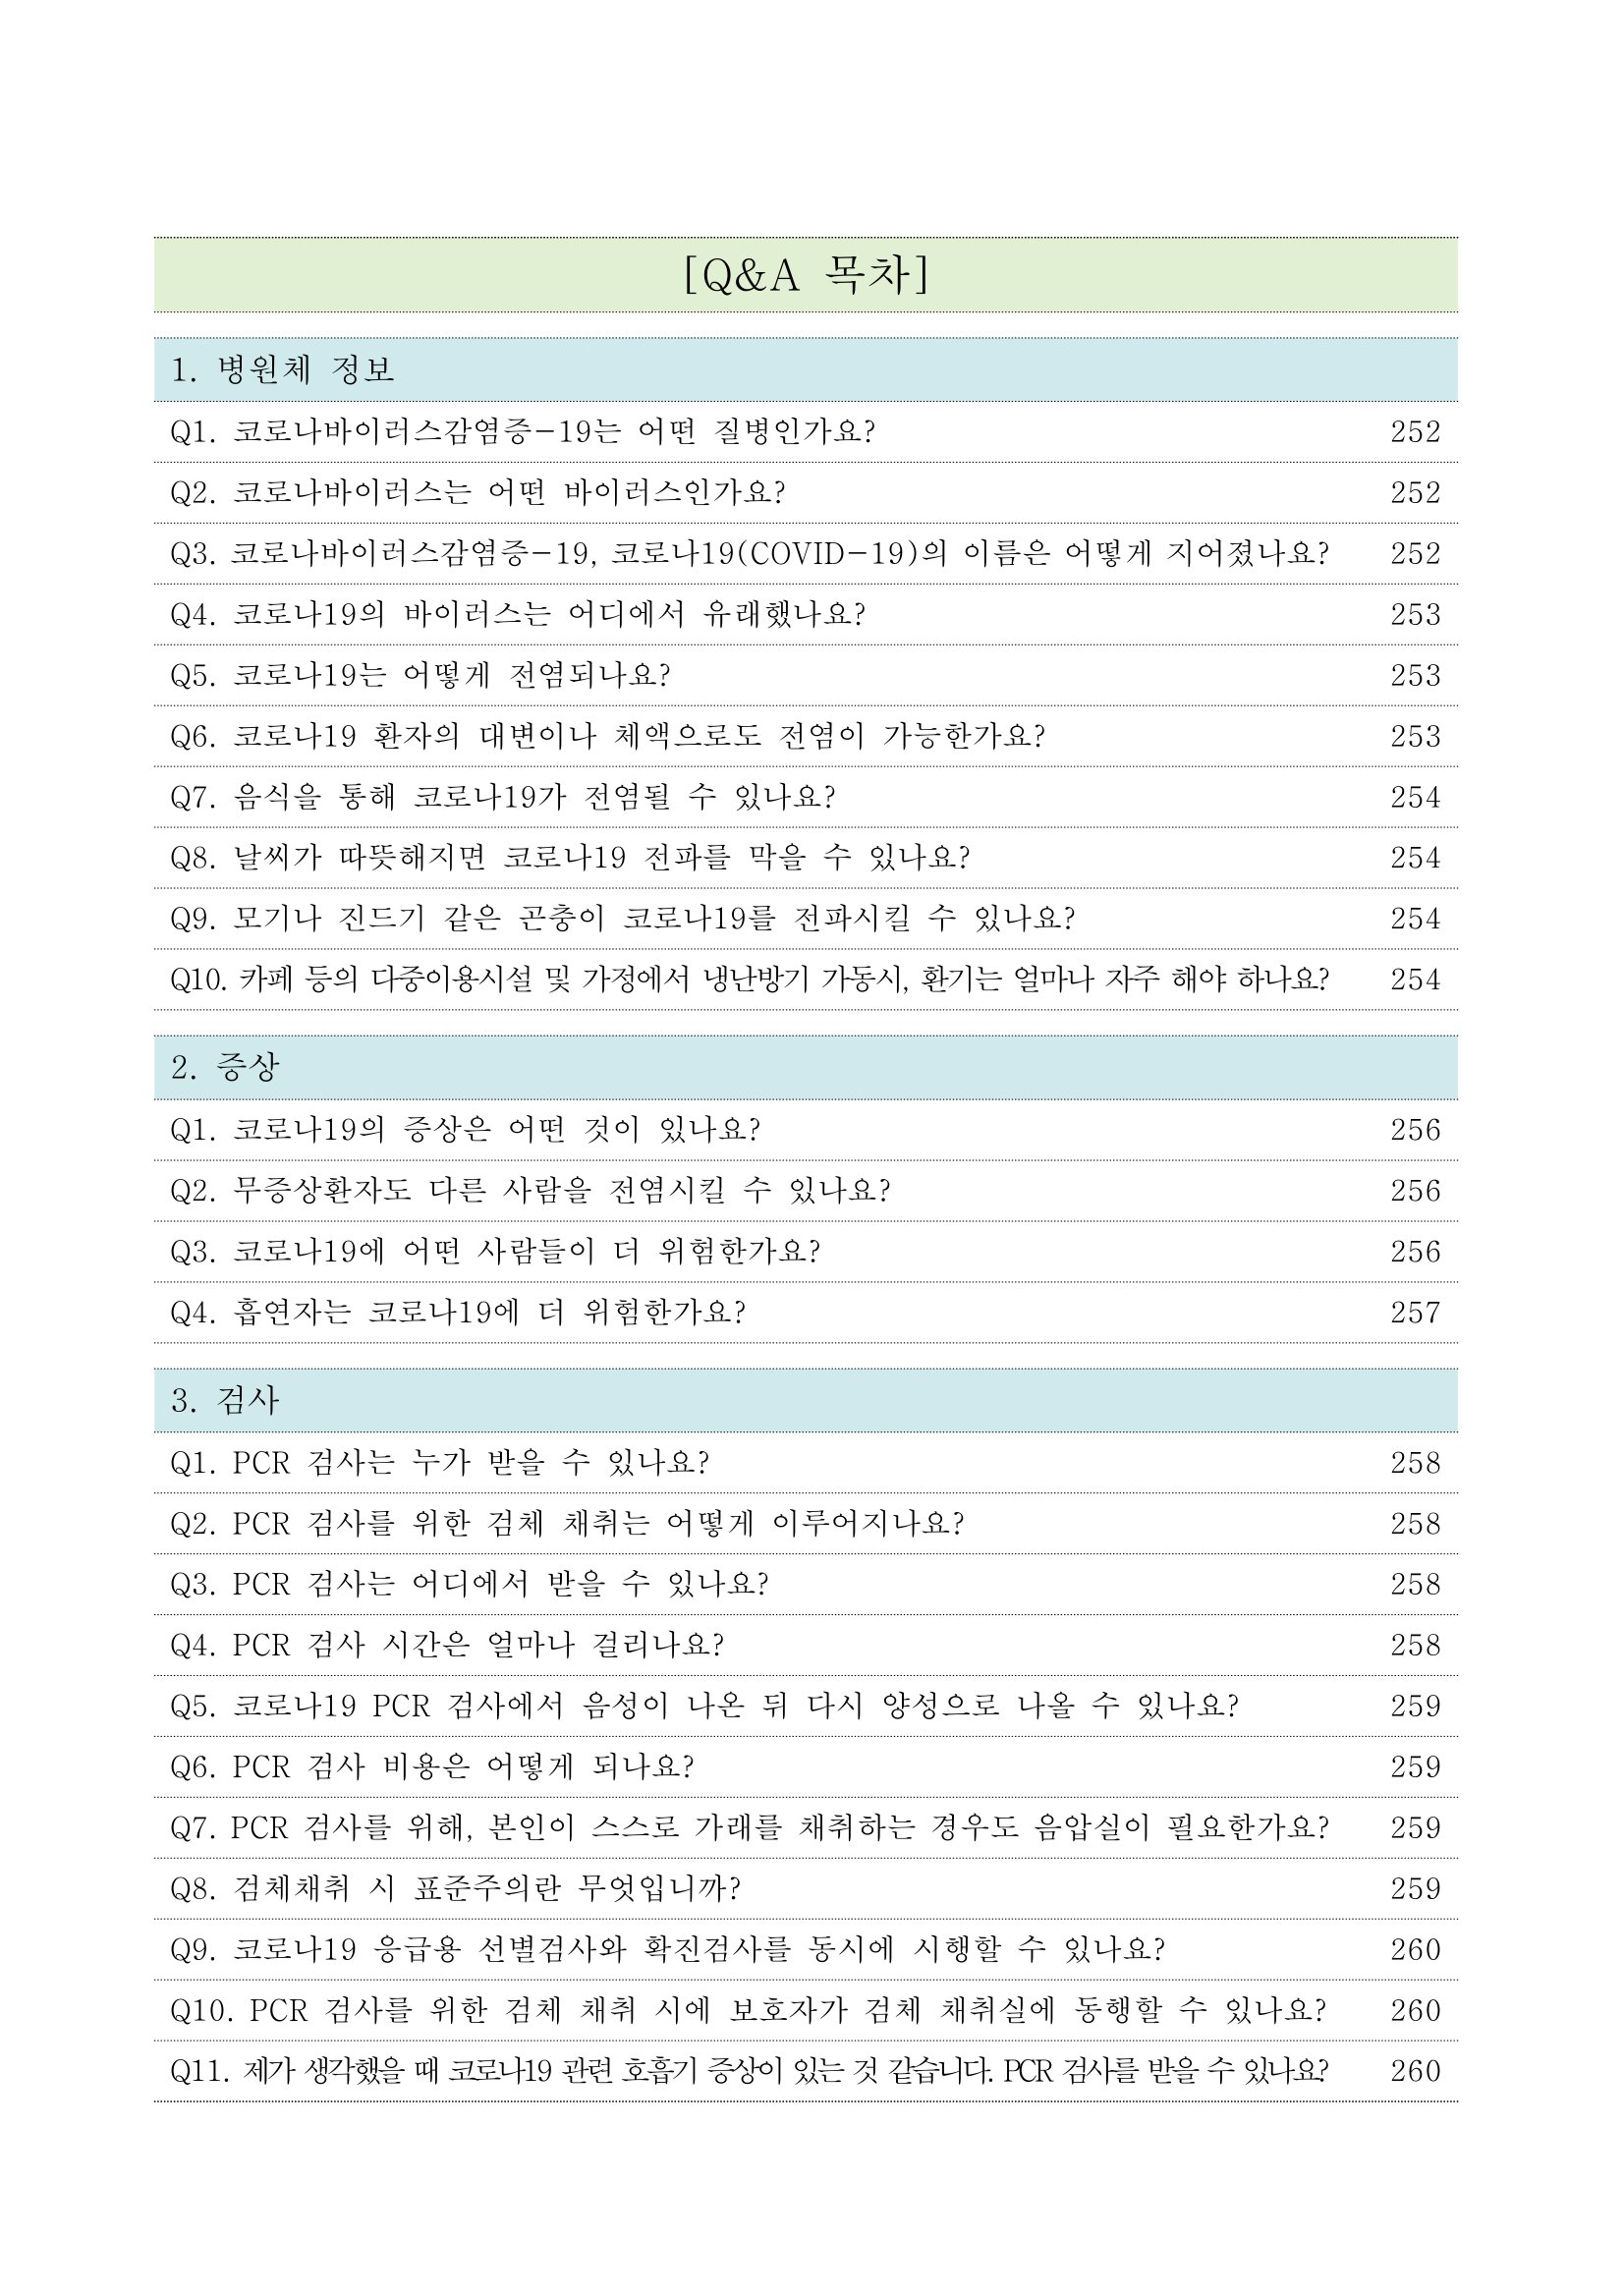 [Q&A 목차]
1. 병원체 정보
Q1. 코로나바이러스감염증-19는 어떤 질병인가요? 252
Q2. 코로나바이러스는 어떤 바이러스인가요? 252
Q3. 코로나바이러스감염증-19, 코로나19(COVID-19)의 이름은 어떻게 지어졌나요? 252
Q4. 코로나19의 바이러스는 어디에서 유래했나요? 253
Q5. 코로나19는 어떻게 전염되나요? 253
Q6. 코로나19 환자의 대변이나 체액으로도 전염이 가능한가요? 253
Q7. 음식을 통해 코로나19가 전염될 수 있나요? 254
Q8. 날씨가 따뜻해지면 코로나19 전파를 막을 수 있나요? 254
Q9. 모기나 진드기 같은 곤충이 코로나19를 전파시킬 수 있나요? 254
Q10. 카페 등의 다중이용시설 및 가정에서 냉난방기 가동시, 환기는 얼마나 자주 해야 하나요? 254
2. 증상
Q1. 코로나19의 증상은 어떤 것이 있나요? 256
Q2. 무증상환자도 다른 사람을 전염시킬 수 있나요? 256
Q3. 코로나19에 어떤 사람들이 더 위험한가요? 256
Q4. 흡연자는 코로나19에 더 위험한가요? 257
3. 검사
Q1. PCR 검사는 누가 받을 수 있나요? 258
Q2. PCR 검사를 위한 검체 채취는 어떻게 이루어지나요? 258
Q3. PCR 검사는 어디에서 받을 수 있나요? 258
Q4. PCR 검사 시간은 얼마나 걸리나요? 258
Q5. 코로나19 PCR 검사에서 음성이 나온 뒤 다시 양성으로 나올 수 있나요? 259
Q6. PCR 검사 비용은 어떻게 되나요? 259
Q7. PCR 검사를 위해, 본인이 스스로 가래를 채취하는 경우도 음압실이 필요한가요? 259
Q8. 검체채취 시 표준주의란 무엇입니까? 259
Q9. 코로나19 응급용 선별검사와 확진검사를 동시에 시행할 수 있나요? 260
Q10. PCR 검사를 위한 검체 채취 시에 보호자가 검체 채취실에 동행할 수 있나요? 260
Q11. 제가 생각했을 때 코로나19 관련 호흡기 증상이 있는 것 같습니다. PCR 검사를 받을 수 있나요? 260